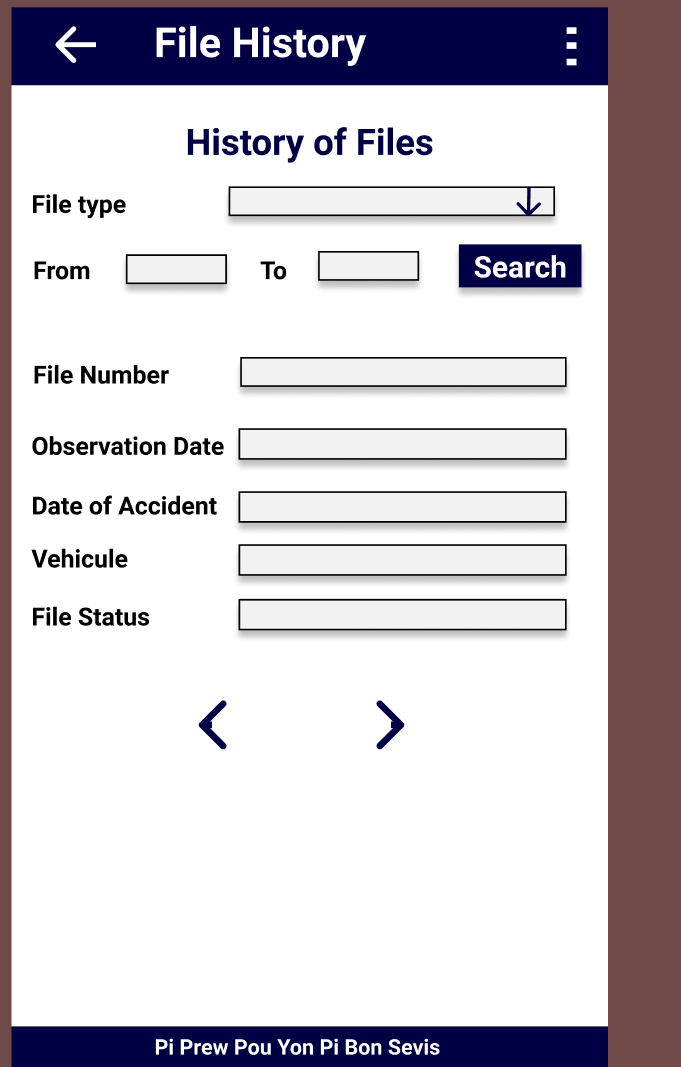 File History
History of Files
File type
From To Search
File Number
Observation Date
Date of Accident
Vehicule
File Status
Pi Prew Pou Yon Pi Bon Sevis